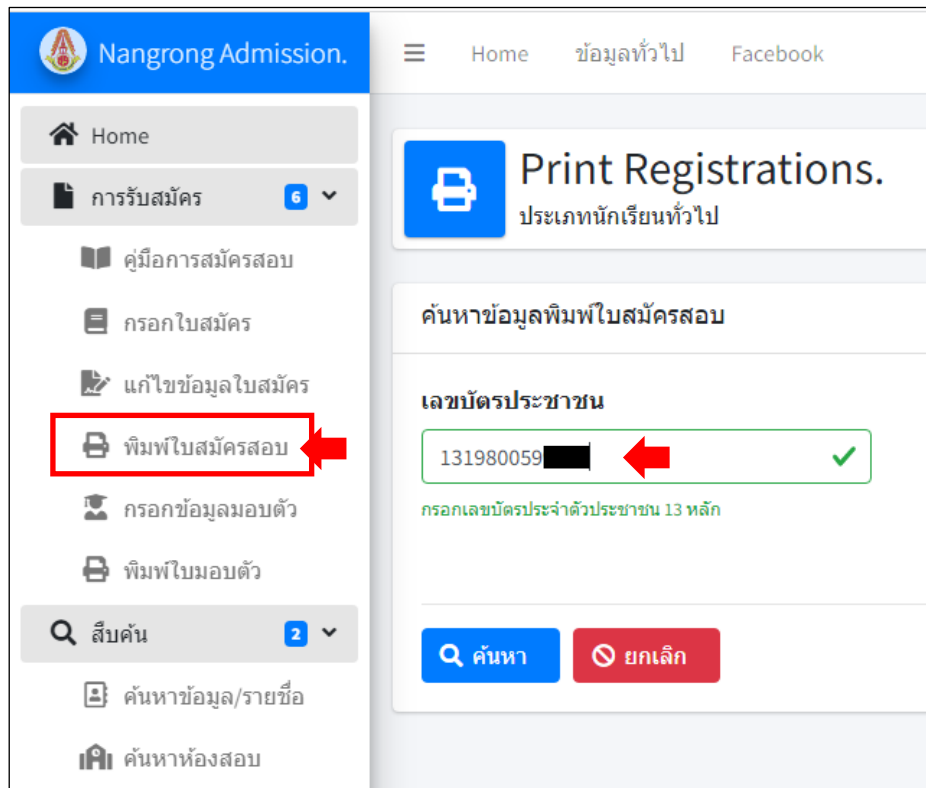 Nangrong Admission.
Home ข้อมูลทั่วไป Facebook
Home
การรับสมัคร 6
คู่มือการสมัครสอบ
กรอกใบสมัคร
แก้ไขข้อมูลใบสมัคร
พิมพ์ใบสมัครสอบ
กรอกข้อมูลมอบตัว
พิมพ์ใบมอบตัว
สืบค้น 2
ค้นหาข้อมูล/รายชื่อ
ค้นหาห้องสอบ
Print Registrations.
ประเภทนักเรียนทั่วไป
ค้นหาข้อมูลพิมพ์ใบสมัครสอบ
เลขบัตรประชาชน
131980059
กรอกเลขบัตรประจำตัวประชาชน 13 หลัก
ค้นหา ยกเลิก